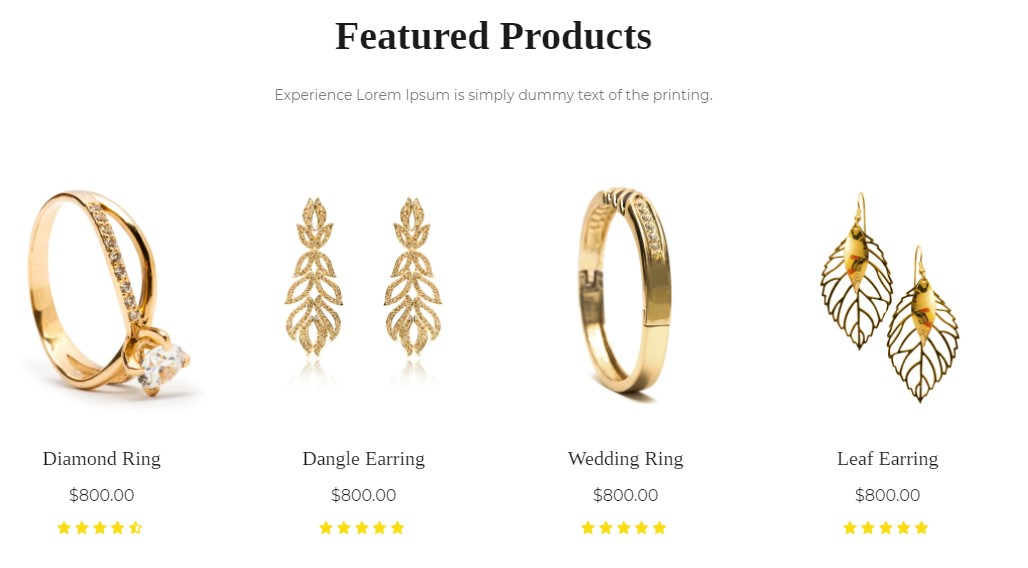 Featured Products
Experience Lorem Ipsum is simply dummy text of the printing.
Diamond Ring
Dangle Earring
Wedding Ring
Leaf Earring
$800.00
$800.00
$800.00
$800.00